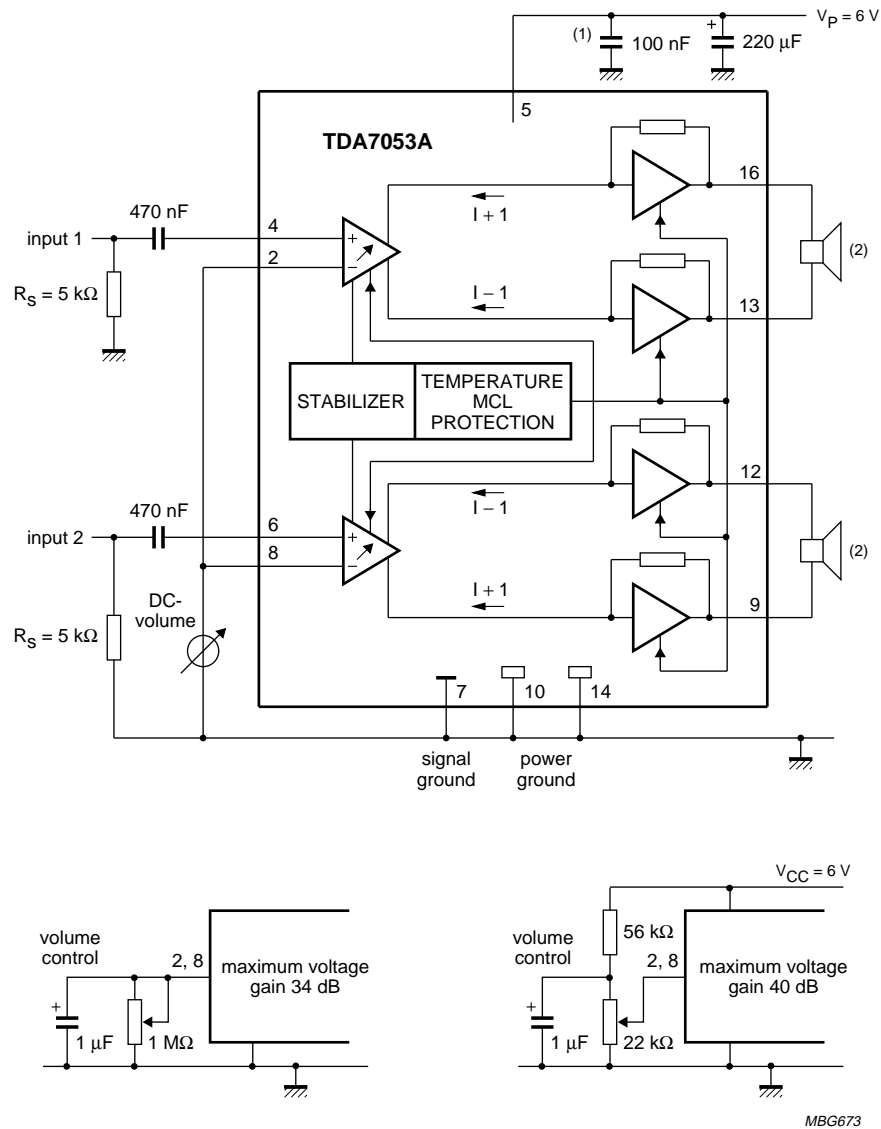 VP = 6 V
(1)
100 nF
+
220 μF
5
TDA7053A
16
I + 1
470 nF
input 1
4
+
2
−
(2)
RS = 5 kΩ
I − 1
13
STABILIZER
TEMPERATURE
MCL
PROTECTION
12
I − 1
470 nF
input 2
6
+
8
−
(2)
I + 1
9
DC-
volume
RS = 5 kΩ
7
10
14
signal
ground
power
ground
VCC = 6 V
volume
control
2, 8
maximum voltage
gain 34 dB
+
1 μF
1 MΩ
56 kΩ
volume
control
2, 8
maximum voltage
gain 40 dB
+
1 μF
22 kΩ
MBG673